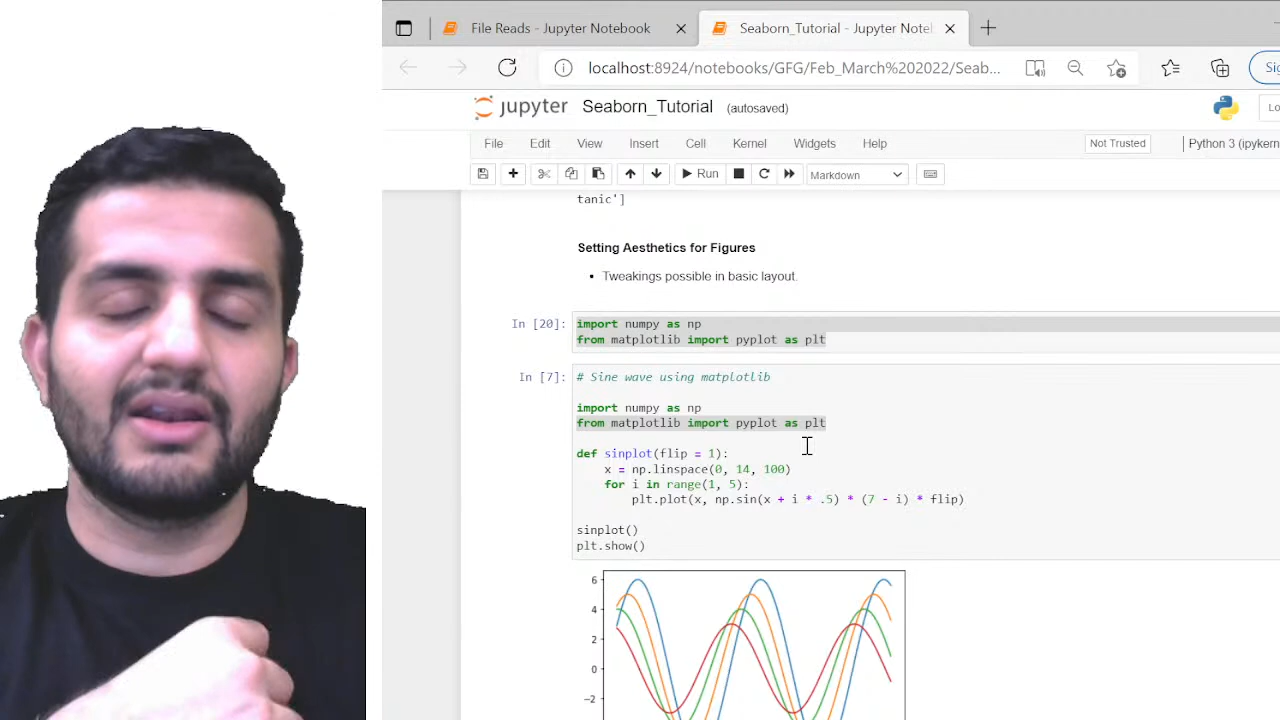 File Reads - Jupyter Notebook
Seaborn_Tutorial - Jupyter Note
localhost:8924/notebooks/GFG/Feb_March%202022/Seab...
jupyter Seaborn_Tutorial (autosaved)
File Edit View Insert Cell Kernel Widgets Help Not Trusted Python 3 (ipykern
Run Markdown
tanic']
Setting Aesthetics for Figures
• Tweakings possible in basic layout.
In [20]: import numpy as np
from matplotlib import pyplot as plt
In [7]: # Sine wave using matplotlib
import numpy as np
from matplotlib import pyplot as plt
def sinplot(flip = 1):
x = np.linspace(0, 14, 100)
for i in range(1, 5):
plt.plot(x, np.sin(x + i * .5) * (7 - i) * flip)
sinplot()
plt.show()
6
4
2
0
−2